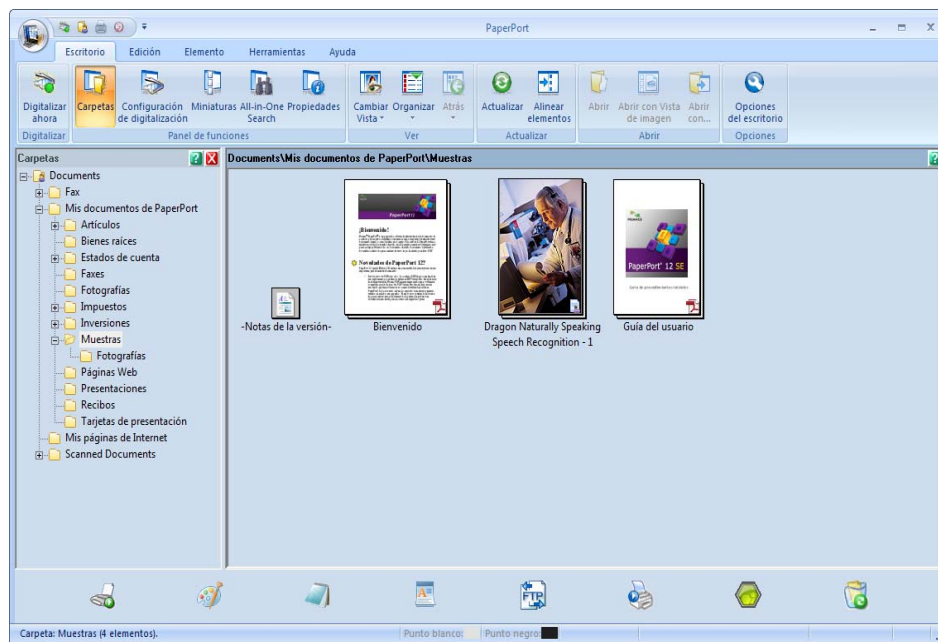 PaperPort
Escritorio Edición Elemento Herramientas Ayuda
Digitalizar ahora
Carpetas
Configuración de digitalización
Miniaturas
All-in-One Search
Propiedades
Cambiar Vista
Organizar
Atrás
Actualizar
Alinear elementos
Abrir
Abrir con Vista de imagen
Abrir con...
Opciones del escritorio
Digitalizar Panel de funciones Ver Actualizar Abrir Opciones
Carpetas
Documents\Mis documentos de PaperPort\Muestras
Documents
Fax
Mis documentos de PaperPort
Artículos
Bienes raíces
Estados de cuenta
Faxes
Fotografías
Impuestos
Inversiones
Muestras
Fotografías
Páginas Web
Presentaciones
Recibos
Tarjetas de presentación
Mis páginas de Internet
Scanned Documents
PaperPort 12
¡Bienvenido!
Novedades de PaperPort 12?
PaperPort® 12 SE
-Notas de la versión-
Bienvenido
Dragon Naturally Speaking
Speech Recognition - 1
Guía del usuario
FTP
Carpeta: Muestras (4 elementos).
Punto blanco:
Punto negro: